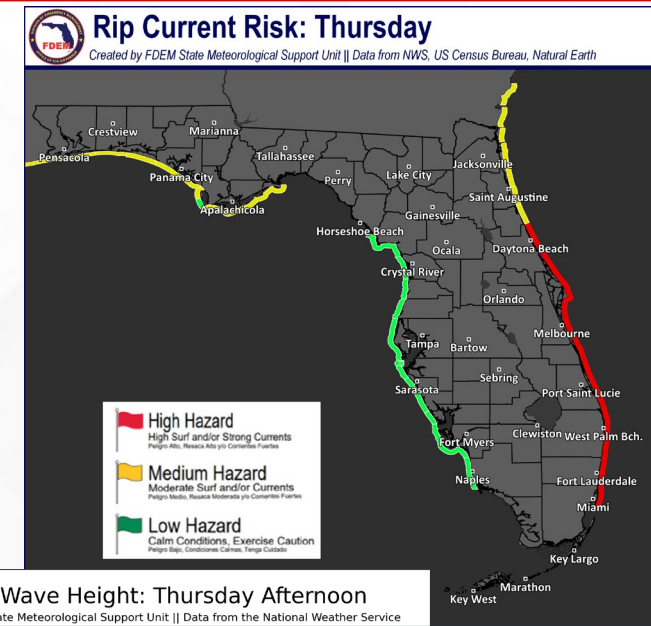 Rip Current Risk: Thursday
FDEM
Created by FDEM State Meteorological Support Unit || Data from NWS, US Census Bureau, Natural Earth
Crestview
Marianna
Pensacola
Tallahassee
Jacksonville
Panama City
Perry
Lake City
Saint Augustine
Apalachicola
Gainesville
Horseshoe Beach
Ocala
Daytona Beach
Crystal River
Orlando
Melbourne
Tampa
Bartow
Sebring
Sarasota
Port Saint Lucie
Clewiston
West Palm Bch.
Fort Myers
Naples
Fort Lauderdale
Miami
Key Largo
Marathon
Key West
High Hazard
High Surf and/or Strong Currents
Peligro Alto, Resaca Alta y/o Corrientes Fuertes
Medium Hazard
Moderate Surf and/or Currents
Peligro Medio, Resaca Moderada y/o Corrientes Fuertes
Low Hazard
Calm Conditions, Exercise Caution
Peligro Bajo, Condiciones Calmas, Tenga Cuidado
Wave Height: Thursday Afternoon
ate Meteorological Support Unit || Data from the National Weather Service